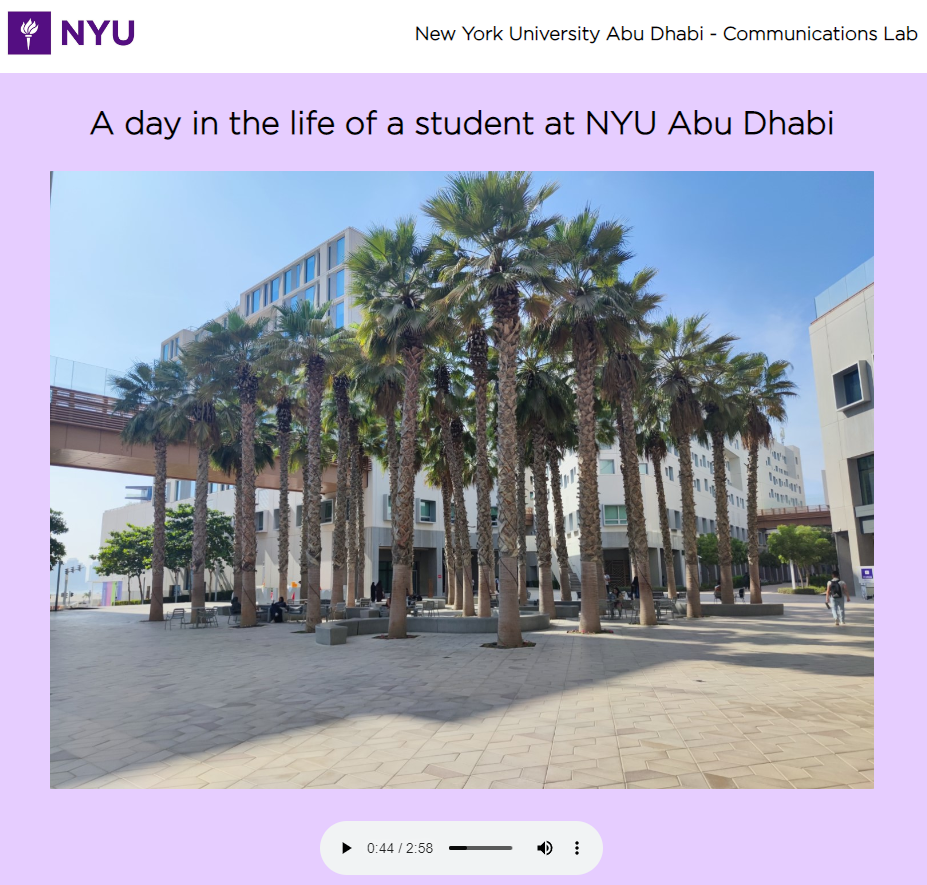 NYU
New York University Abu Dhabi - Communications Lab
A day in the life of a student at NYU Abu Dhabi
0:44 / 2:58